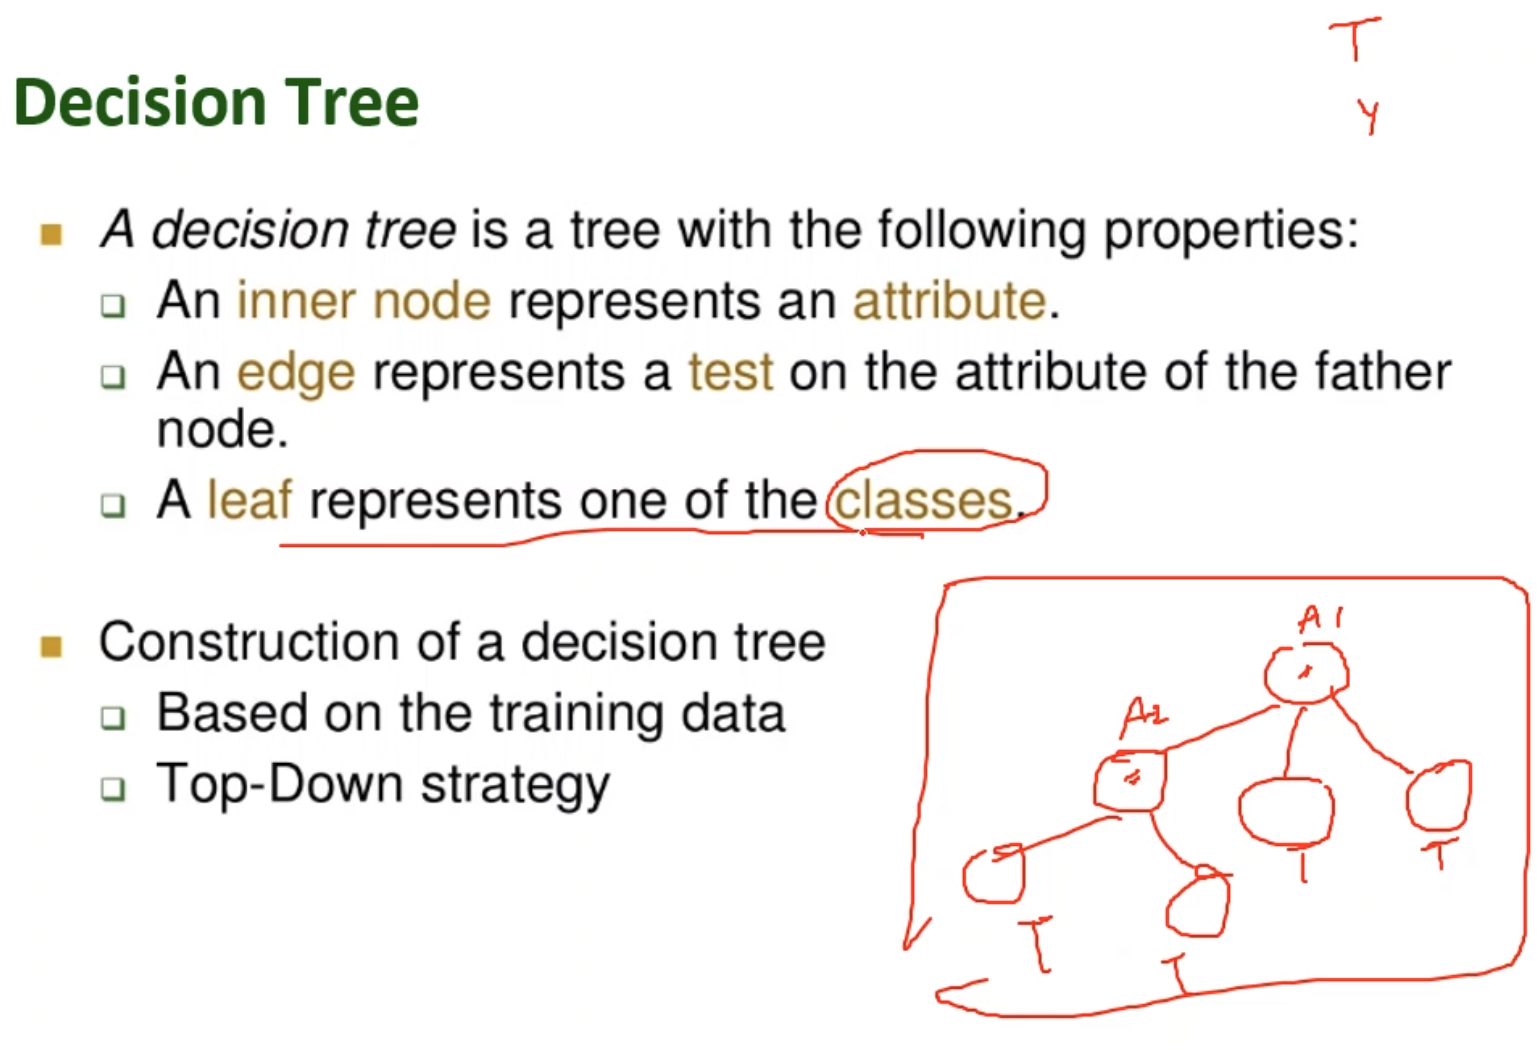 T
Y
Decision Tree
A decision tree is a tree with the following properties:
An inner node represents an attribute.
An edge represents a test on the attribute of the father
node.
A leaf represents one of the classes.
Construction of a decision tree
Based on the training data
Top-Down strategy
A1
A2
T
T
T
T